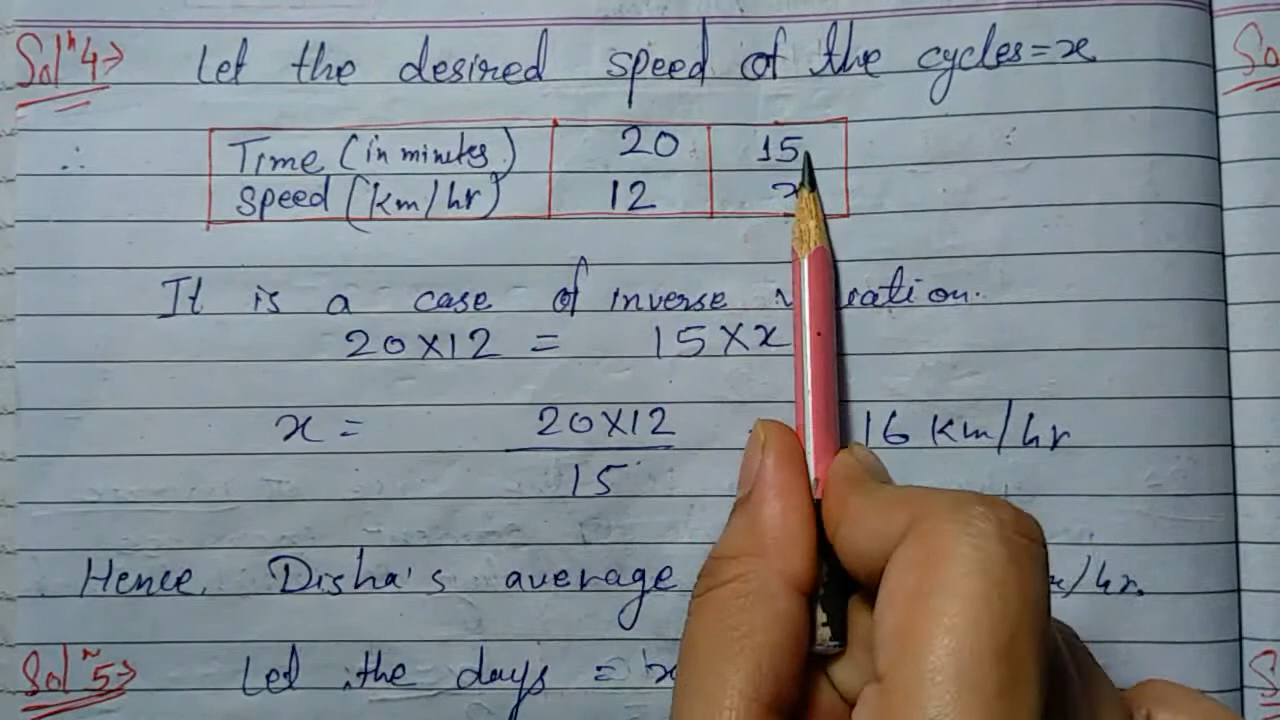 Solⁿ 4→ Let the desired speed of the cycles = x
∴ Time (in minutes) 20 15
Speed (km/hr) 12 x
It is a case of inverse
20×12 = 15×x
x = 20×12 16 Km/hr
15
Hence, Disha's average
Solⁿ 5→ Let the days = x